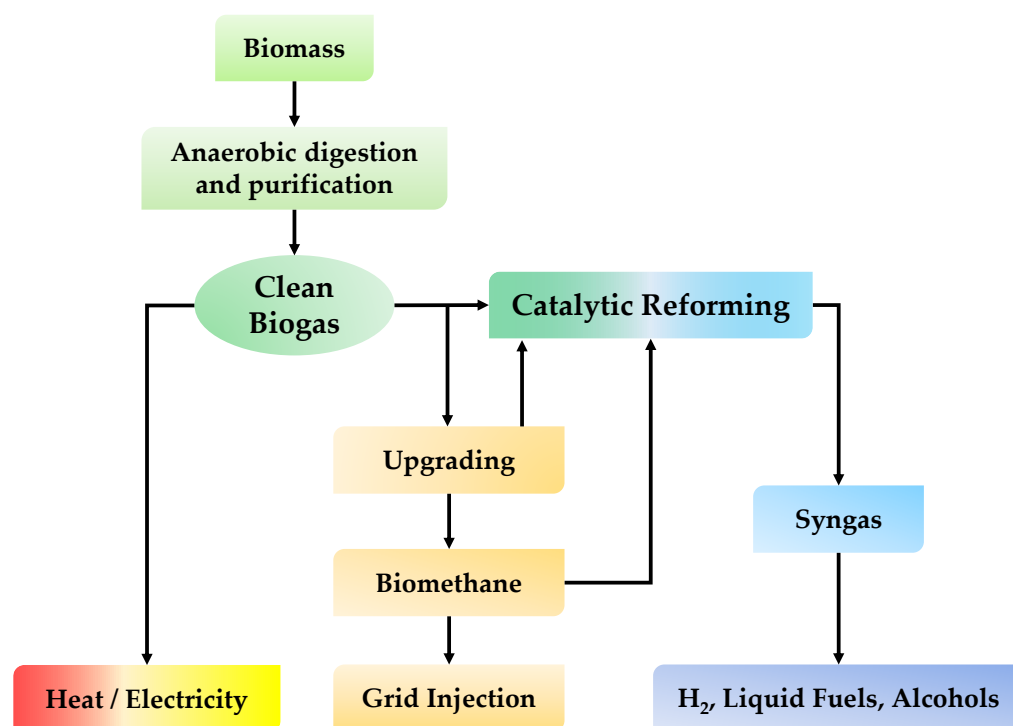 Biomass
Anaerobic digestion
and purification
Clean
Biogas
Catalytic Reforming
Upgrading
Syngas
Biomethane
Heat / Electricity
Grid Injection
H₂, Liquid Fuels, Alcohols